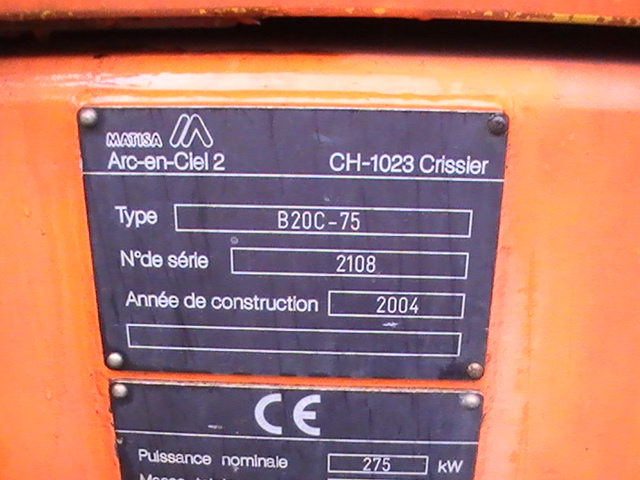 MATISA
Arc-en-Ciel 2 CH-1023 Crissier
Type B20C-75
N°de série 2108
Année de construction 2004
CE
Puissance nominale 275 kW